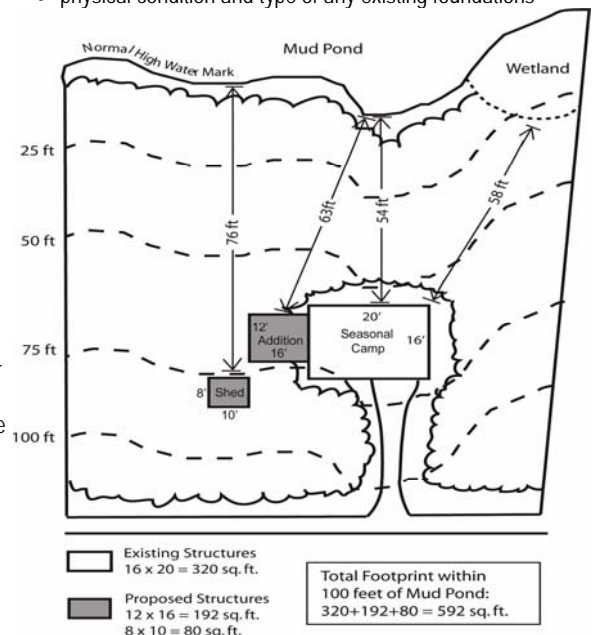 physical condition and type of any existing foundations
Mud Pond
Normal High Water Mark
Wetland
25 ft
50 ft
75 ft
100 ft
76 ft
63ft
54 ft
58 ft
12'
Addition
16'
20'
Seasonal
Camp
16'
8'
Shed
10'
e
Existing Structures
16 x 20 = 320 sq. ft.
Proposed Structures
12 x 16 = 192 sq. ft.
8 x 10 = 80 sq. ft.
Total Footprint within
100 feet of Mud Pond:
320+192+80 = 592 sq. ft.